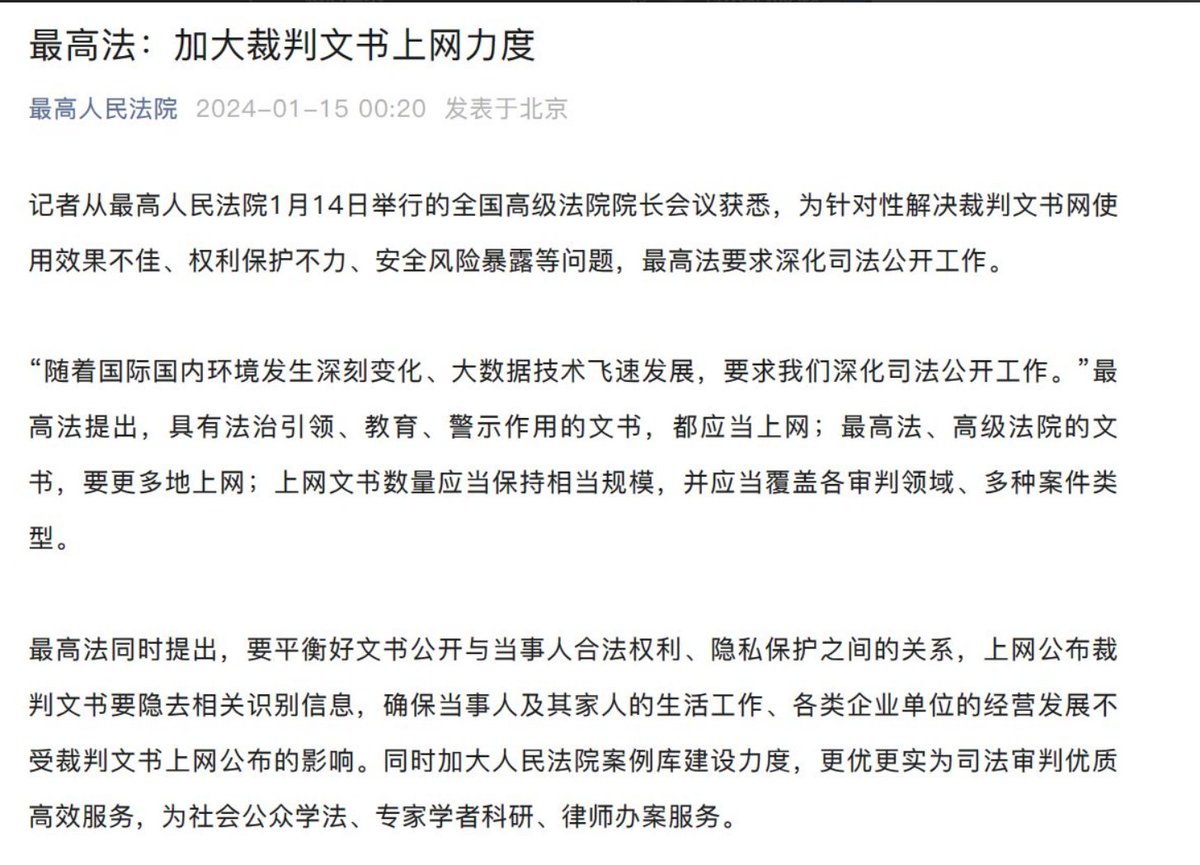 最高法：加大裁判文书上网力度
最高人民法院 2024-01-15 00:20 发表于北京
记者从最高人民法院1月14日举行的全国高级法院院长会议获悉，为针对性解决裁判文书网使
用效果不佳、权利保护不力、安全风险暴露等问题，最高法要求深化司法公开工作。
“随着国际国内环境发生深刻变化、大数据技术飞速发展，要求我们深化司法公开工作。”最
高法提出，具有法治引领、教育、警示作用的文书，都应当上网；最高法、高级法院的文
书，要更多地上网；上网文书数量应当保持相当规模，并应当覆盖各审判领域、多种案件类
型。
最高法同时提出，要平衡好文书公开与当事人合法权利、隐私保护之间的关系，上网公布裁
判文书要隐去相关识别信息，确保当事人及其家人的生活工作、各类企业单位的经营发展不
受裁判文书上网公布的影响。同时加大人民法院案例库建设力度，更优更实为司法审判优质
高效服务，为社会公众学法、专家学者科研、律师办案服务。